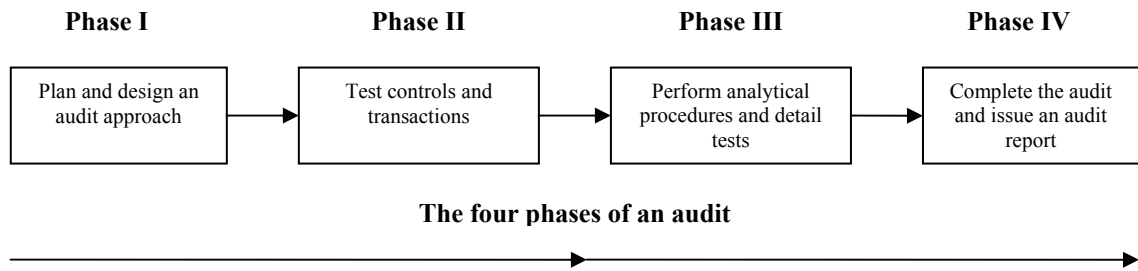 Phase I
Phase II
Phase III
Phase IV
Plan and design an
audit approach
Test controls and
transactions
Perform analytical
procedures and detail
tests
Complete the audit
and issue an audit
report
The four phases of an audit